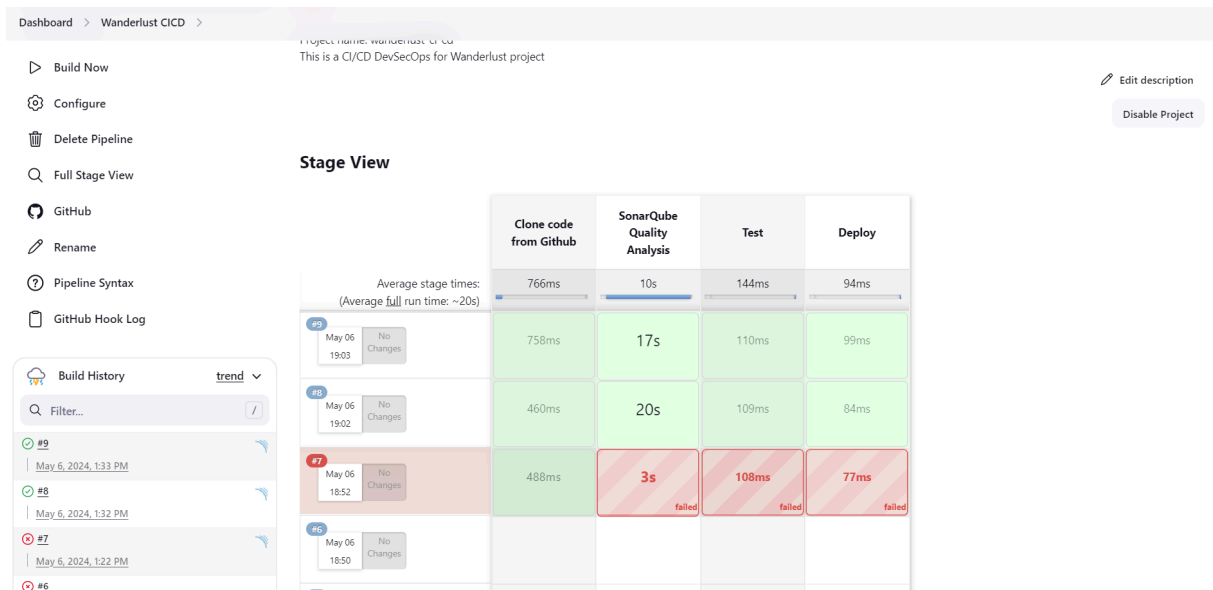 Dashboard > Wanderlust CICD >
Project name: wanderlust-ci-cd
This is a CI/CD DevSecOps for Wanderlust project
Edit description
Disable Project
Build Now
Configure
Delete Pipeline
Full Stage View
GitHub
Rename
Pipeline Syntax
GitHub Hook Log
Build History trend
Filter... /
#9
May 6, 2024, 1:33 PM
#8
May 6, 2024, 1:32 PM
#7
May 6, 2024, 1:22 PM
#6
Stage View
Clone code
from Github
SonarQube
Quality
Analysis
Test
Deploy
Average stage times:
(Average full run time: ~20s)
766ms 10s 144ms 94ms
#9
May 06
19:03
No
Changes
758ms 17s 110ms 99ms
#8
May 06
19:02
No
Changes
460ms 20s 109ms 84ms
#7
May 06
18:52
No
Changes
488ms 3s 108ms 77ms
failed failed failed
#6
May 06
18:50
No
Changes